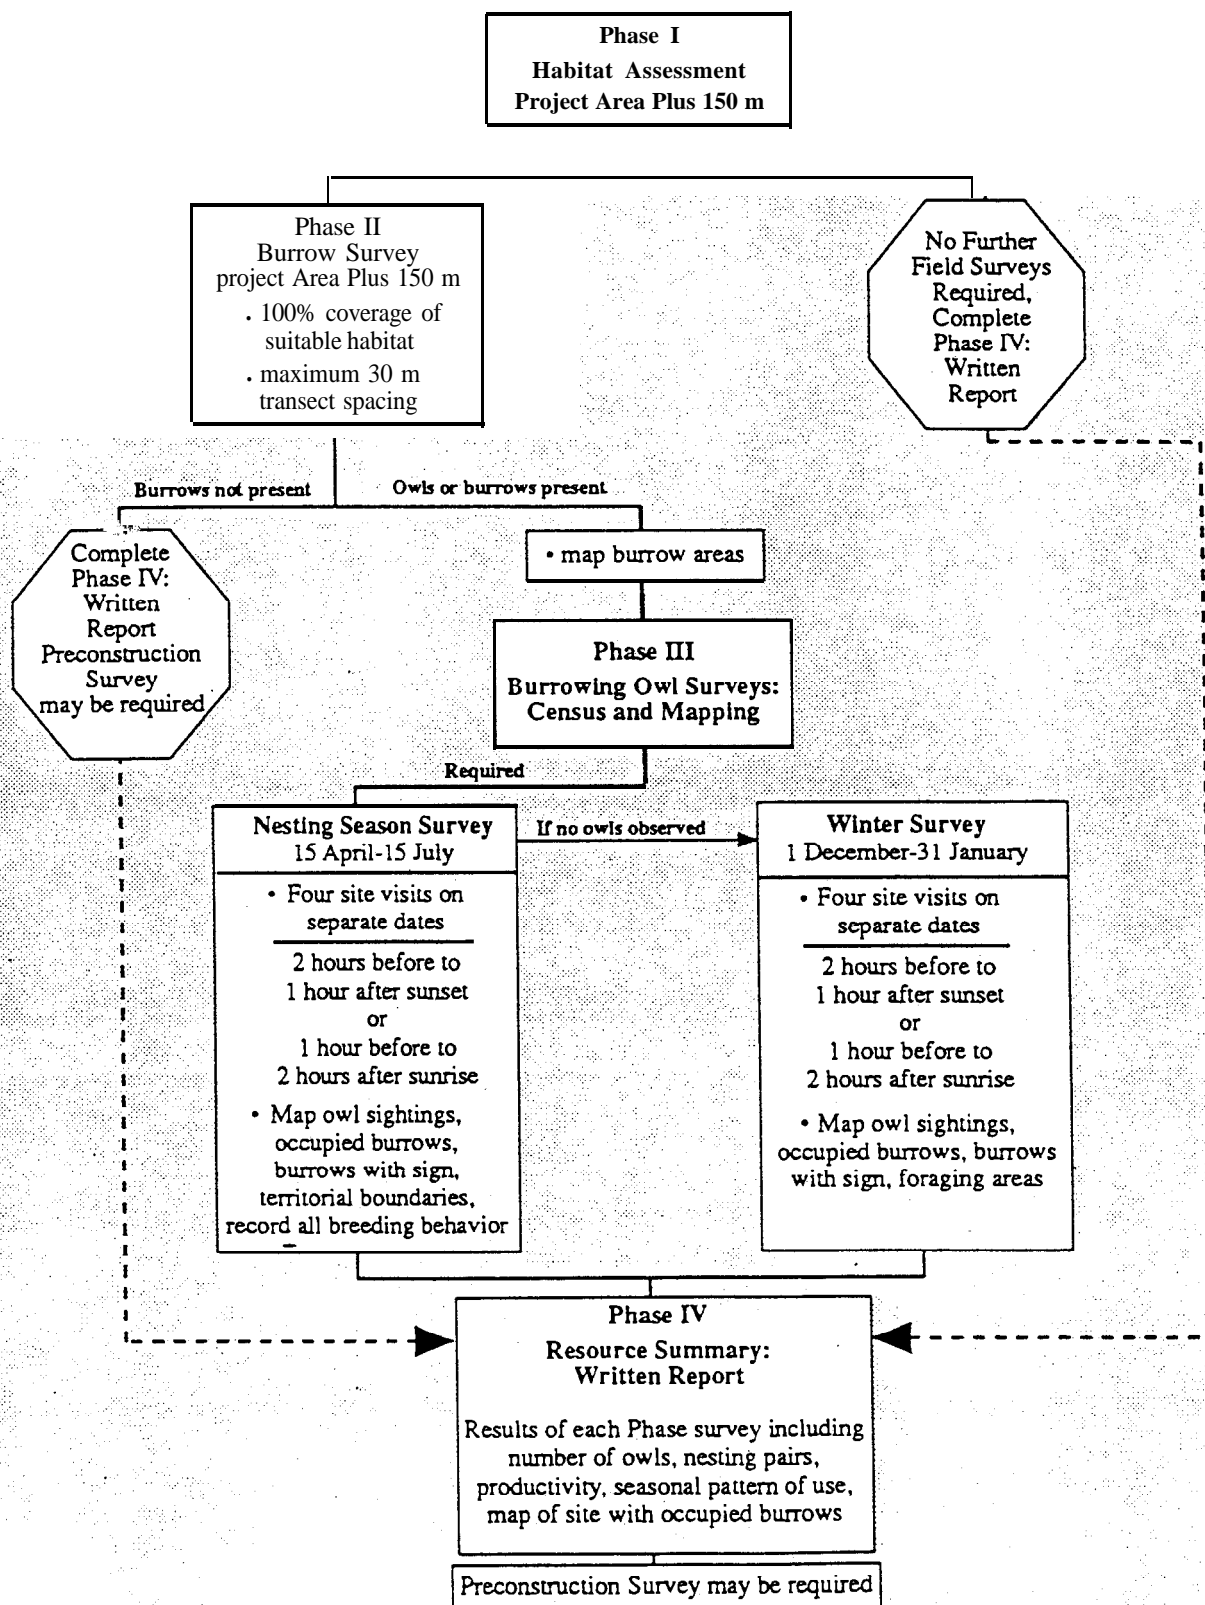 Phase I
Habitat Assessment
Project Area Plus 150 m
Phase II
Burrow Survey
project Area Plus 150 m
. 100% coverage of
suitable habitat
. maximum 30 m
transect spacing
No Further
Field Surveys
Required,
Complete
Phase IV:
Written
Report
Burrows not present
Owls or burrows present
Complete
Phase IV:
Written
Report
Preconstruction
Survey
may be required
• map burrow areas
Phase III
Burrowing Owl Surveys:
Census and Mapping
Required
Nesting Season Survey
15 April-15 July
• Four site visits on
separate dates
2 hours before to
1 hour after sunset
or
1 hour before to
2 hours after sunrise
• Map owl sightings,
occupied burrows,
burrows with sign,
territorial boundaries,
record all breeding behavior
If no owls observed
Winter Survey
1 December-31 January
• Four site visits on
separate dates
2 hours before to
1 hour after sunset
or
1 hour before to
2 hours after sunrise
• Map owl sightings,
occupied burrows, burrows
with sign, foraging areas
Phase IV
Resource Summary:
Written Report
Results of each Phase survey including
number of owls, nesting pairs,
productivity, seasonal pattern of use,
map of site with occupied burrows
Preconstruction Survey may be required